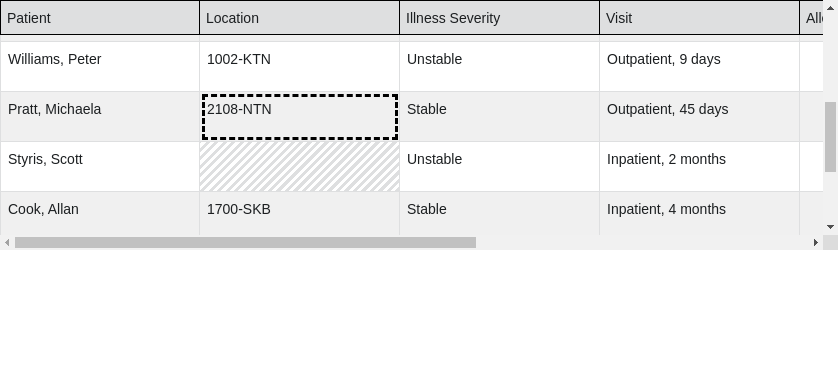 Patient Location Illness Severity Visit
Williams, Peter 1002-KTN Unstable Outpatient, 9 days
Pratt, Michaela 2108-NTN Stable Outpatient, 45 days
Styris, Scott Unstable Inpatient, 2 months
Cook, Allan 1700-SKB Stable Inpatient, 4 months